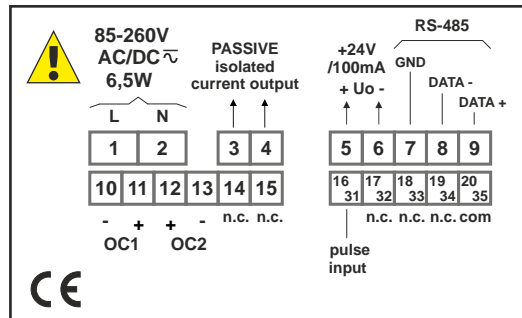 85-260V
AC/DC
6,5W
L N
PASSIVE
isolated
current output
+24V
/100mA
+ Uo -
RS-485
GND
DATA -
DATA +
1 2 3 4 5 6 7 8 9
10 11 12 13 14 15 16 31 17 32 18 33 19 34 20 35
- + + - n.c. n.c. n.c. n.c. n.c. com
OC1 OC2
pulse
input
CE